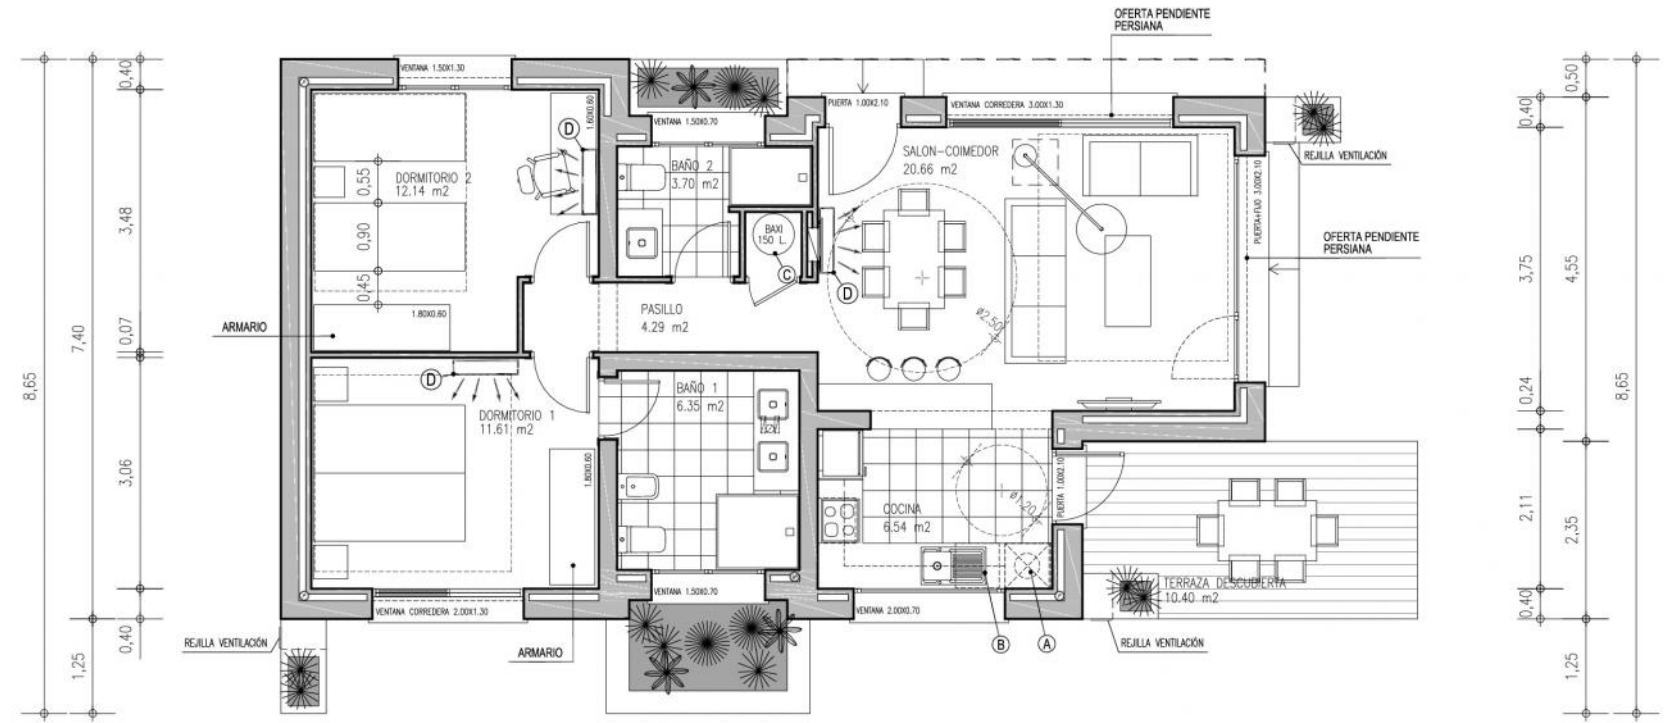 OFERTA PENDIENTE
PERSIANA
VENTANA 1.50X1.30
PUERTA 1.00X2.10
VENTANA CORREDERA 3.00X1.30
0,40
0,40
0,50
VENTANA 1.50X0.70
1.60X0.60
D
SALON-COIMEDOR
20.66 m2
REJILLA VENTILACIÓN
BAÑO 2
3.70 m2
DORMITORIO 2
12.14 m2
0,55
3,48
PUERTA+FIJO 3.00X2.10
BAXI
150 L.
0,90
OFERTA PENDIENTE
PERSIANA
C
D
0,45
3,75
4,55
PASILLO
4.29 m2
1.80X0.60
ARMARIO
Ø2.50
7,40
0,07
8,65
8,65
D
BAÑO 1
6.35 m2
0,24
DORMITORIO 1
11.61 m2
3,06
1.80X0.60
PUERTA 1.00X2.10
COCINA
6.54 m2
Ø1.20
2,11
2,35
TERRAZA DESCUBIERTA
10.40 m2
VENTANA CORREDERA 2.00X1.30
VENTANA 1.50X0.70
VENTANA 2.00X0.70
0,40
0,40
REJILLA VENTILACIÓN
ARMARIO
B
A
REJILLA VENTILACIÓN
1,25
1,25